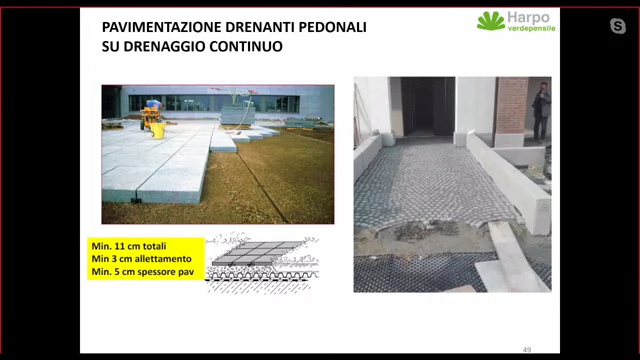 PAVIMENTAZIONE DRENANTI PEDONALI
SU DRENAGGIO CONTINUO
Harpo
verdepensile
Min. 11 cm totali
Min 3 cm allettamento
Min. 5 cm spessore pav
49